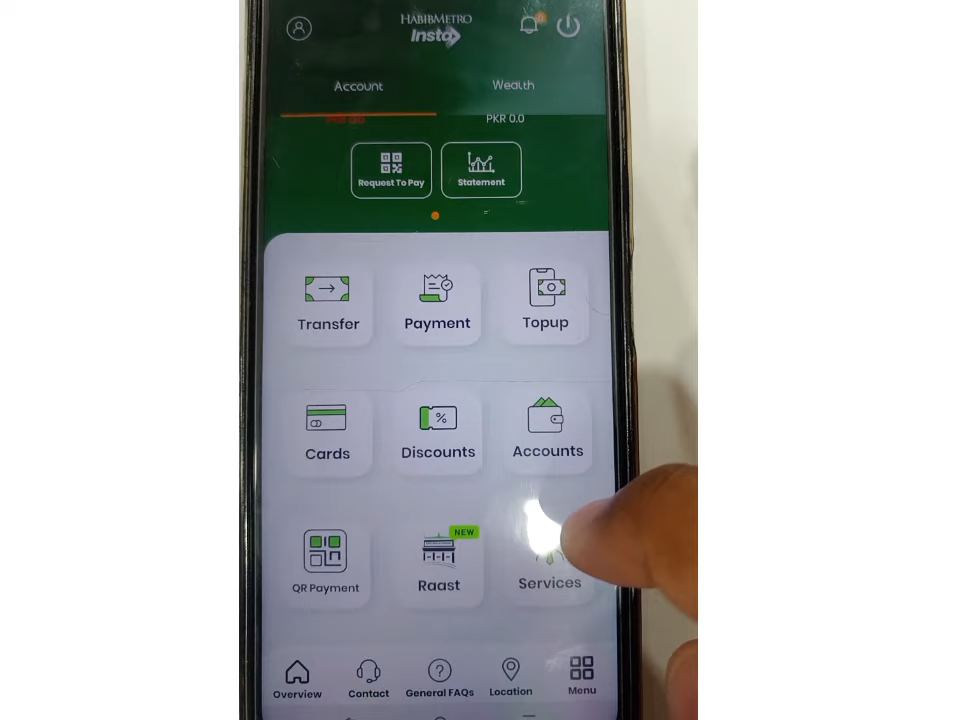 HABIBMETRO
Insta
Account
Wealth
PKR 0.0
Request To Pay
Statement
Transfer
Payment
Topup
Cards
Discounts
Accounts
NEW
QR Payment
Raast
Services
Overview
Contact
General FAQs
Location
Menu